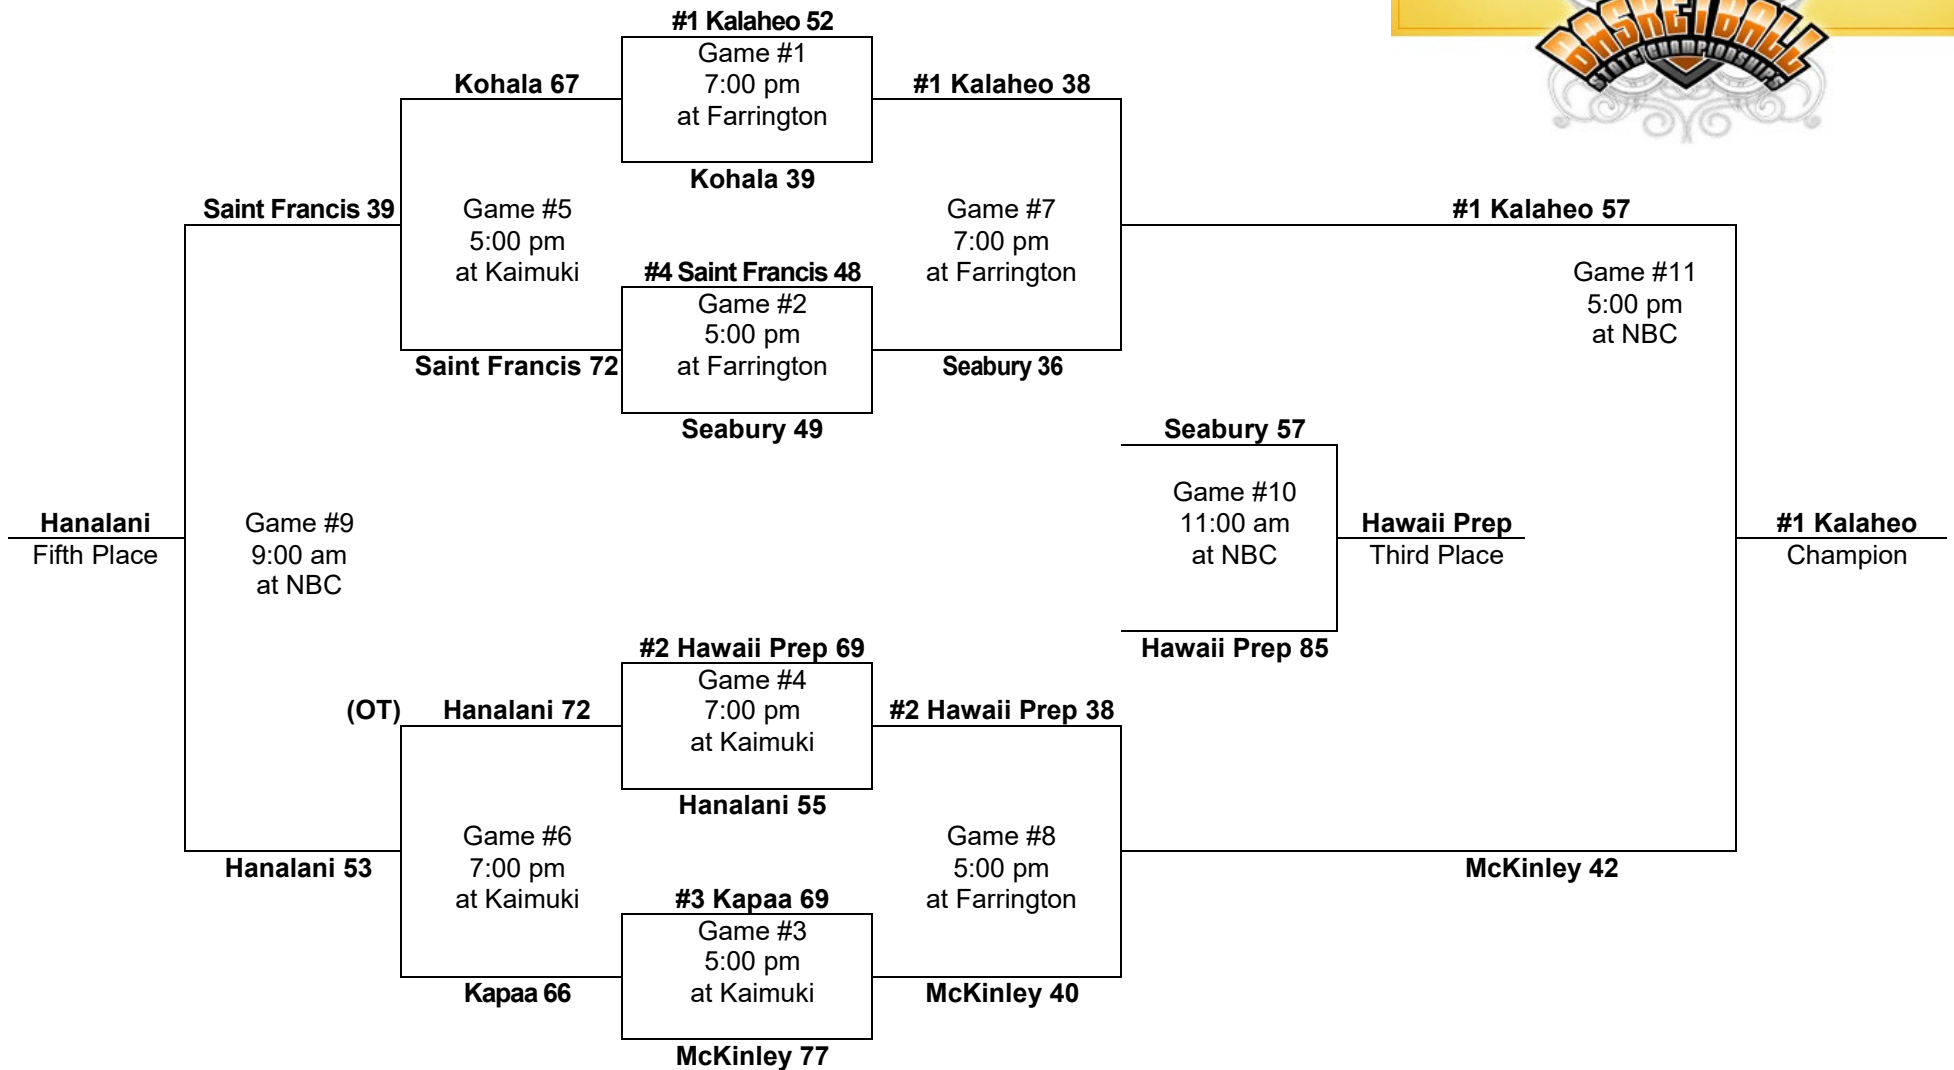 BASKETBALL
STATE CHAMPIONSHIPS
#1 Kalaheo 52
Game #1
7:00 pm
at Farrington
Kohala 39
Kohala 67
#1 Kalaheo 38
Saint Francis 39
Game #5
5:00 pm
at Kaimuki
Game #7
7:00 pm
at Farrington
#1 Kalaheo 57
#4 Saint Francis 48
Game #2
5:00 pm
at Farrington
Seabury 49
Saint Francis 72
Seabury 36
Game #11
5:00 pm
at NBC
Seabury 57
Game #10
11:00 am
at NBC
Hawaii Prep 85
Hawaii Prep
Third Place
#1 Kalaheo
Champion
Hanalani
Fifth Place
Game #9
9:00 am
at NBC
#2 Hawaii Prep 69
Game #4
7:00 pm
at Kaimuki
Hanalani 55
(OT)
Hanalani 72
#2 Hawaii Prep 38
Game #6
7:00 pm
at Kaimuki
Game #8
5:00 pm
at Farrington
Hanalani 53
McKinley 42
#3 Kapaa 69
Game #3
5:00 pm
at Kaimuki
McKinley 77
Kapaa 66
McKinley 40